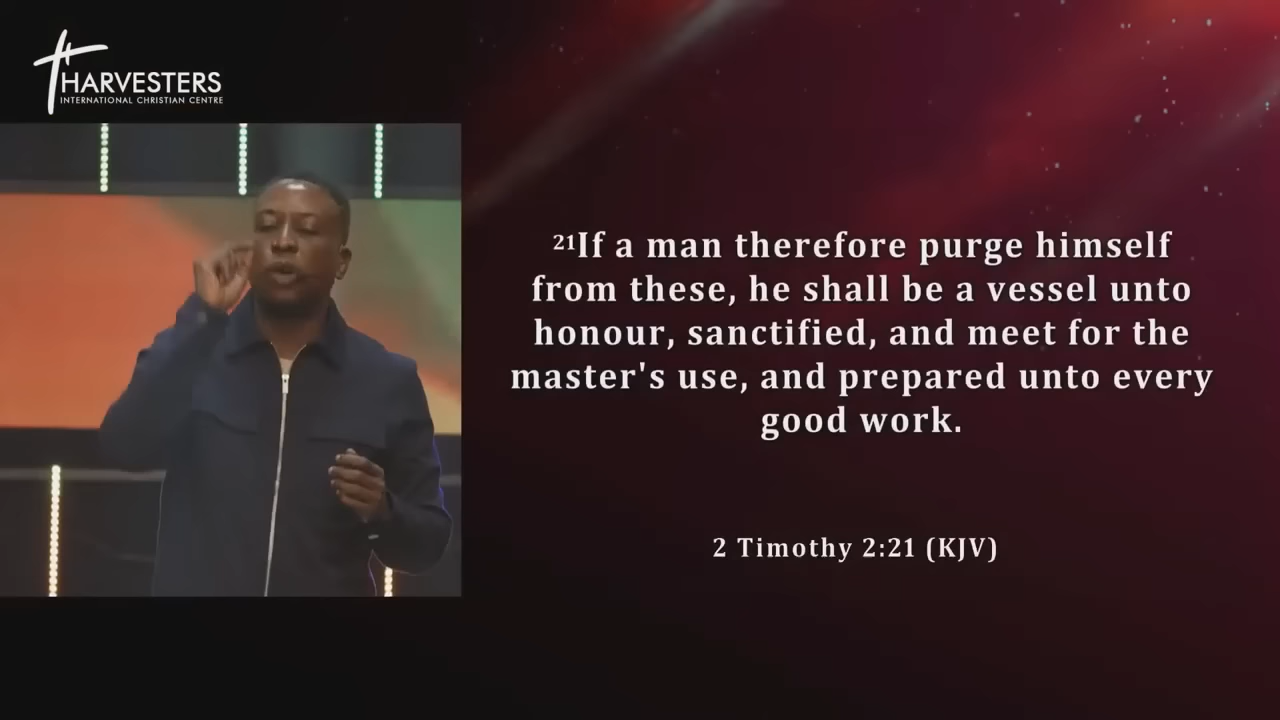 HARVESTERS
INTERNATIONAL CHRISTIAN CENTRE
21If a man therefore purge himself
from these, he shall be a vessel unto
honour, sanctified, and meet for the
master's use, and prepared unto every
good work.
2 Timothy 2:21 (KJV)